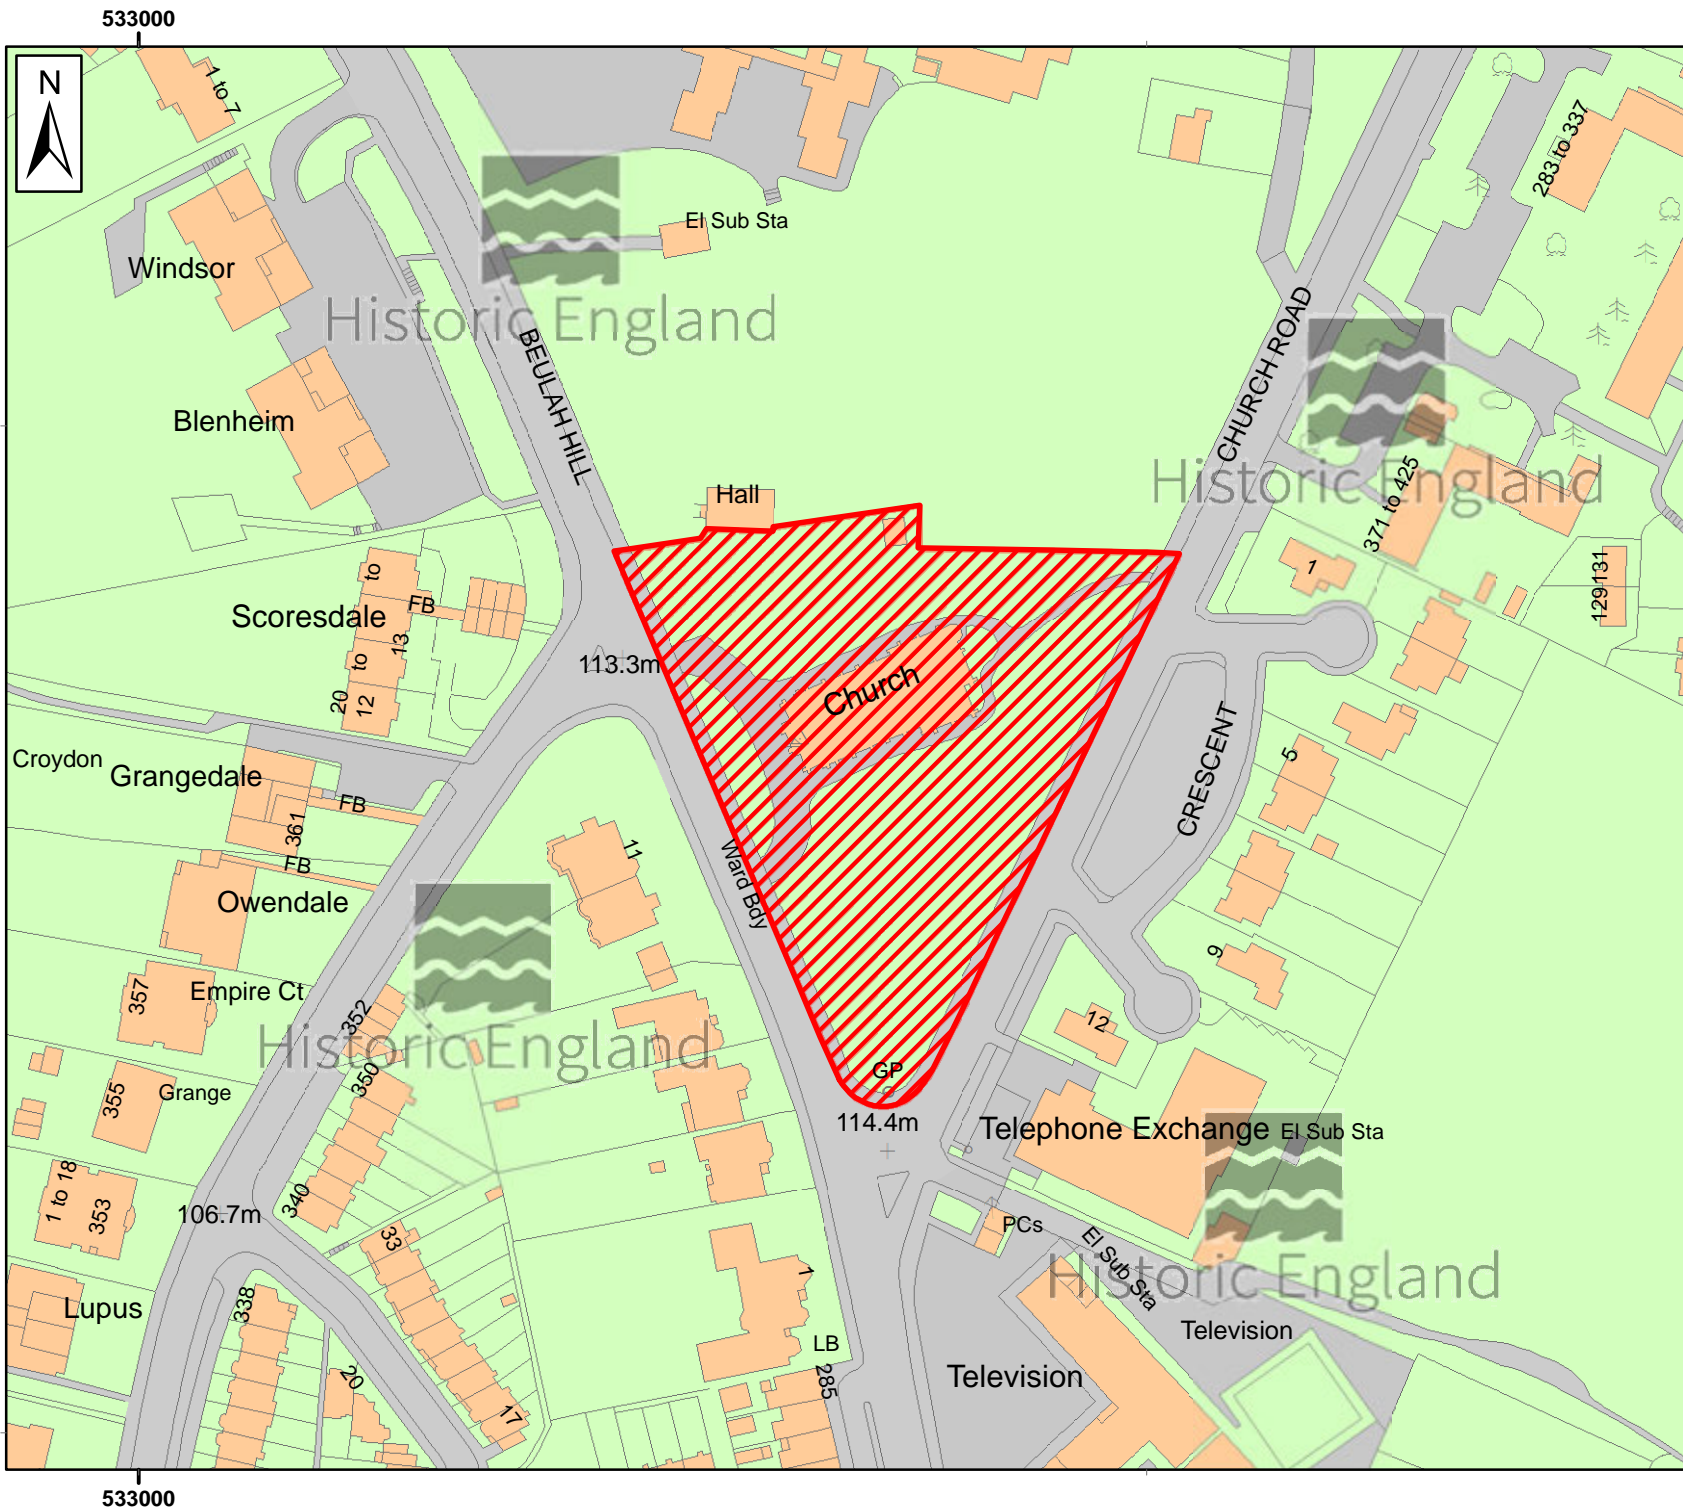 533000
N
1 to 7
283 to 337
El Sub Sta
Windsor
Historic England
BEULAH HILL
CHURCH ROAD
Blenheim
Historic England
371 to 425
Hall
1
129
131
to
Scoresdale
FB
13
to
113.3m
20
12
Church
CRESCENT
Croydon
Grangedale
5
FB
361
11
FB
Ward Bdy
Owendale
9
357
Empire Ct
352
12
Historic England
350
GP
355
Grange
114.4m
Telephone Exchange
El Sub Sta
1 to 18
353
340
106.7m
33
PCs
El Sub Sta
7
Historic England
338
Lupus
Television
LB
20
285
Television
17
533000